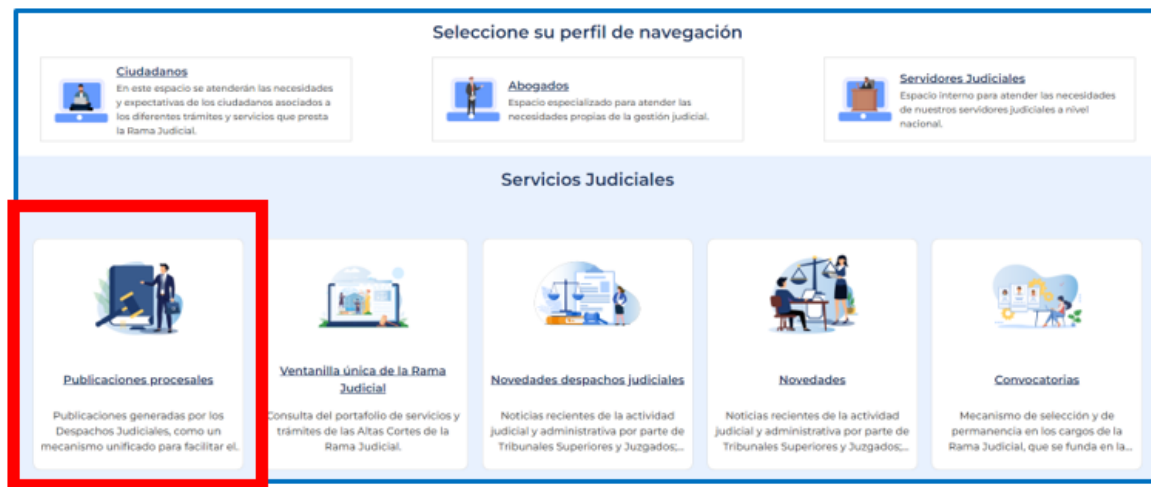 Seleccione su perfil de navegación
Ciudadanos
En este espacio se atenderán las necesidades
y expectativas de los ciudadanos asociados a
los diferentes trámites y servicios que presta
la Rama Judicial.
Abogados
Espacio especializado para atender las
necesidades propias de la gestión judicial.
Servidores Judiciales
Espacio interno para atender las necesidades
de nuestros servidores judiciales a nivel
nacional.
Servicios Judiciales
Publicaciones procesales
Publicaciones generadas por los
Despachos Judiciales, como un
mecanismo unificado para facilitar el.
Ventanilla única de la Rama
Judicial
Consulta del portafolio de servicios y
trámites de las Altas Cortes de la
Rama Judicial.
Novedades despachos judiciales
Noticias recientes de la actividad
judicial y administrativa por parte de
Tribunales Superiores y Juzgados;...
Novedades
Noticias recientes de la actividad
judicial y administrativa por parte de
Tribunales Superiores y Juzgados;...
Convocatorias
Mecanismo de selección y de
permanencia en los cargos de la
Rama Judicial, que se funda en la...